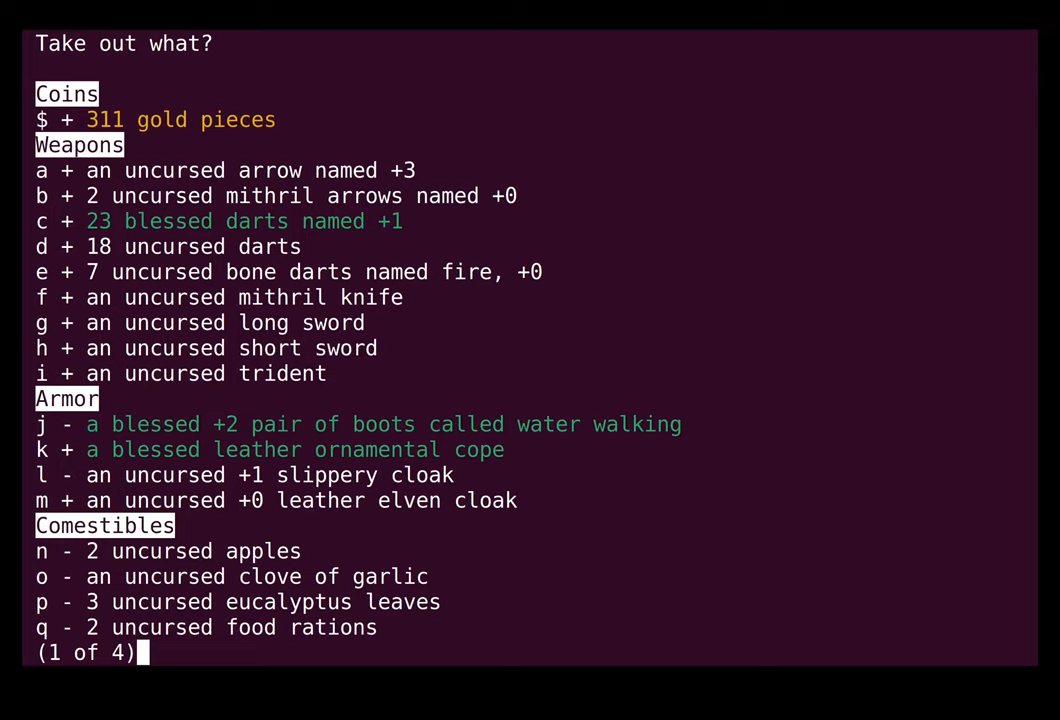 Take out what?
Coins
$ + 311 gold pieces
Weapons
a + an uncursed arrow named +3
b + 2 uncursed mithril arrows named +0
c + 23 blessed darts named +1
d + 18 uncursed darts
e + 7 uncursed bone darts named fire, +0
f + an uncursed mithril knife
g + an uncursed long sword
h + an uncursed short sword
i + an uncursed trident
Armor
j - a blessed +2 pair of boots called water walking
k + a blessed leather ornamental cope
l - an uncursed +1 slippery cloak
m + an uncursed +0 leather elven cloak
Comestibles
n - 2 uncursed apples
o - an uncursed clove of garlic
p - 3 uncursed eucalyptus leaves
q - 2 uncursed food rations
(1 of 4)